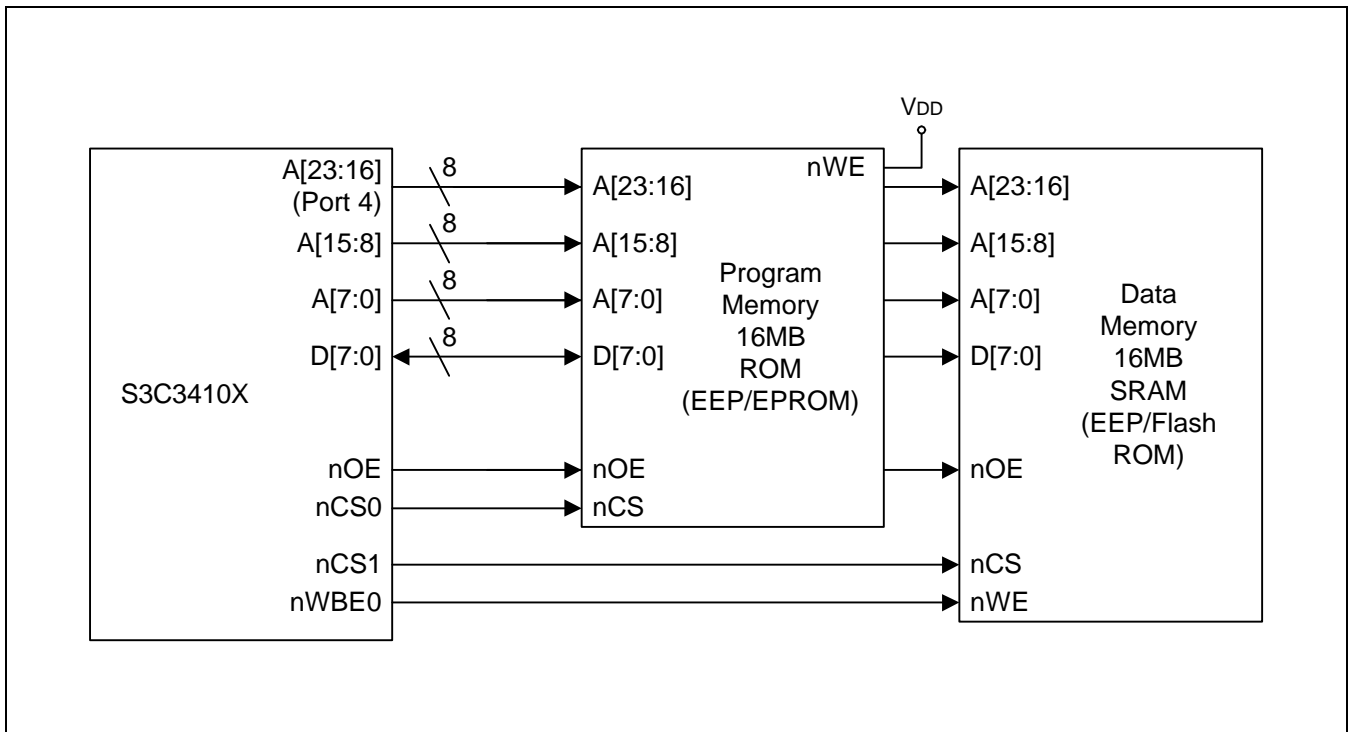 VDD
S3C3410X
A[23:16]
(Port 4)
A[15:8]
A[7:0]
D[7:0]
nOE
nCS0
nCS1
nWBE0
8
8
8
8
nWE
A[23:16]
A[15:8]
A[7:0]
D[7:0]
nOE
nCS
Program
Memory
16MB
ROM
(EEP/EPROM)
A[23:16]
A[15:8]
A[7:0]
D[7:0]
nOE
nCS
nWE
Data
Memory
16MB
SRAM
(EEP/Flash
ROM)